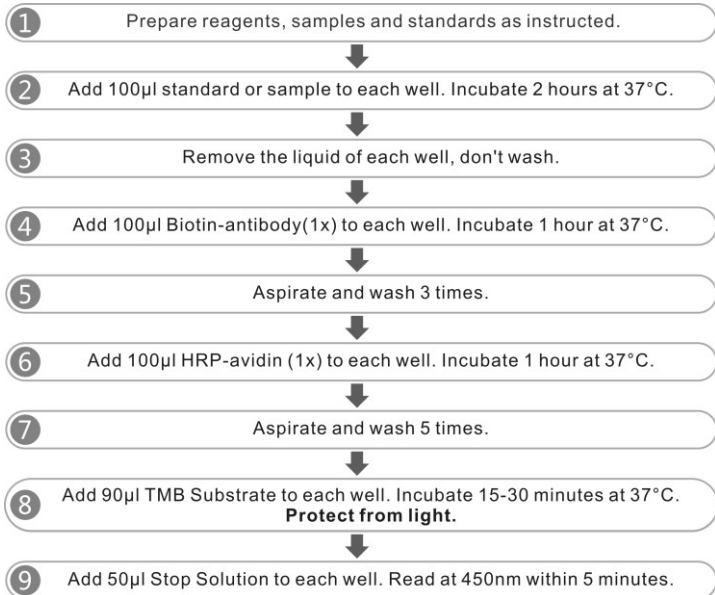 1 Prepare reagents, samples and standards as instructed.
2 Add 100µl standard or sample to each well. Incubate 2 hours at 37°C.
3 Remove the liquid of each well, don't wash.
4 Add 100µl Biotin-antibody(1x) to each well. Incubate 1 hour at 37°C.
5 Aspirate and wash 3 times.
6 Add 100µl HRP-avidin (1x) to each well. Incubate 1 hour at 37°C.
7 Aspirate and wash 5 times.
8 Add 90µl TMB Substrate to each well. Incubate 15-30 minutes at 37°C.
Protect from light.
9 Add 50µl Stop Solution to each well. Read at 450nm within 5 minutes.